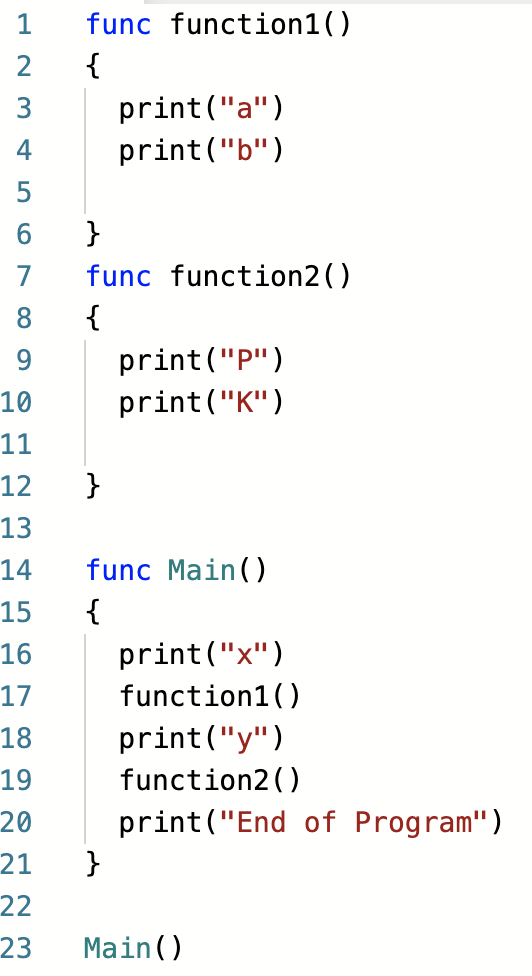 1 func function1()
2 {
3 print("a")
4 print("b")
5
6 }
7 func function2()
8 {
9 print("P")
10 print("K")
11
12 }
13
14 func Main()
15 {
16 print("x")
17 function1()
18 print("y")
19 function2()
20 print("End of Program")
21 }
22
23 Main()